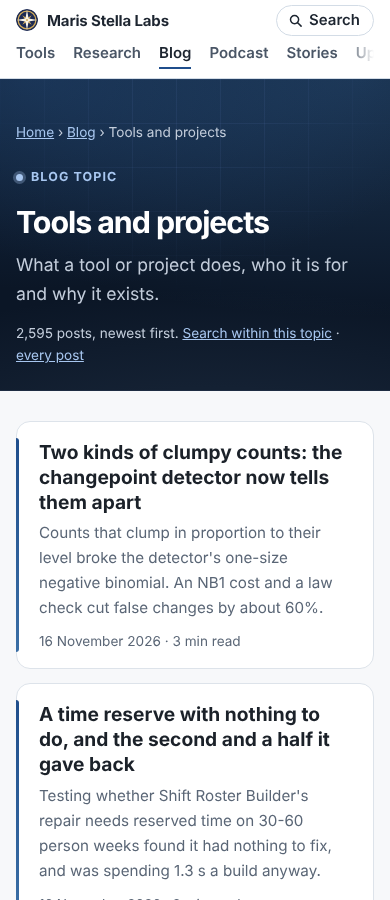 Maris Stella Labs
Search
Tools Research Blog Podcast Stories Up
Home › Blog › Tools and projects
BLOG TOPIC
Tools and projects
What a tool or project does, who it is for
and why it exists.
2,595 posts, newest first. Search within this topic ·
every post
Two kinds of clumpy counts: the
changepoint detector now tells
them apart
Counts that clump in proportion to their
level broke the detector's one-size
negative binomial. An NB1 cost and a law
check cut false changes by about 60%.
16 November 2026 · 3 min read
A time reserve with nothing to
do, and the second and a half it
gave back
Testing whether Shift Roster Builder's
repair needs reserved time on 30-60
person weeks found it had nothing to fix,
and was spending 1.3 s a build anyway.